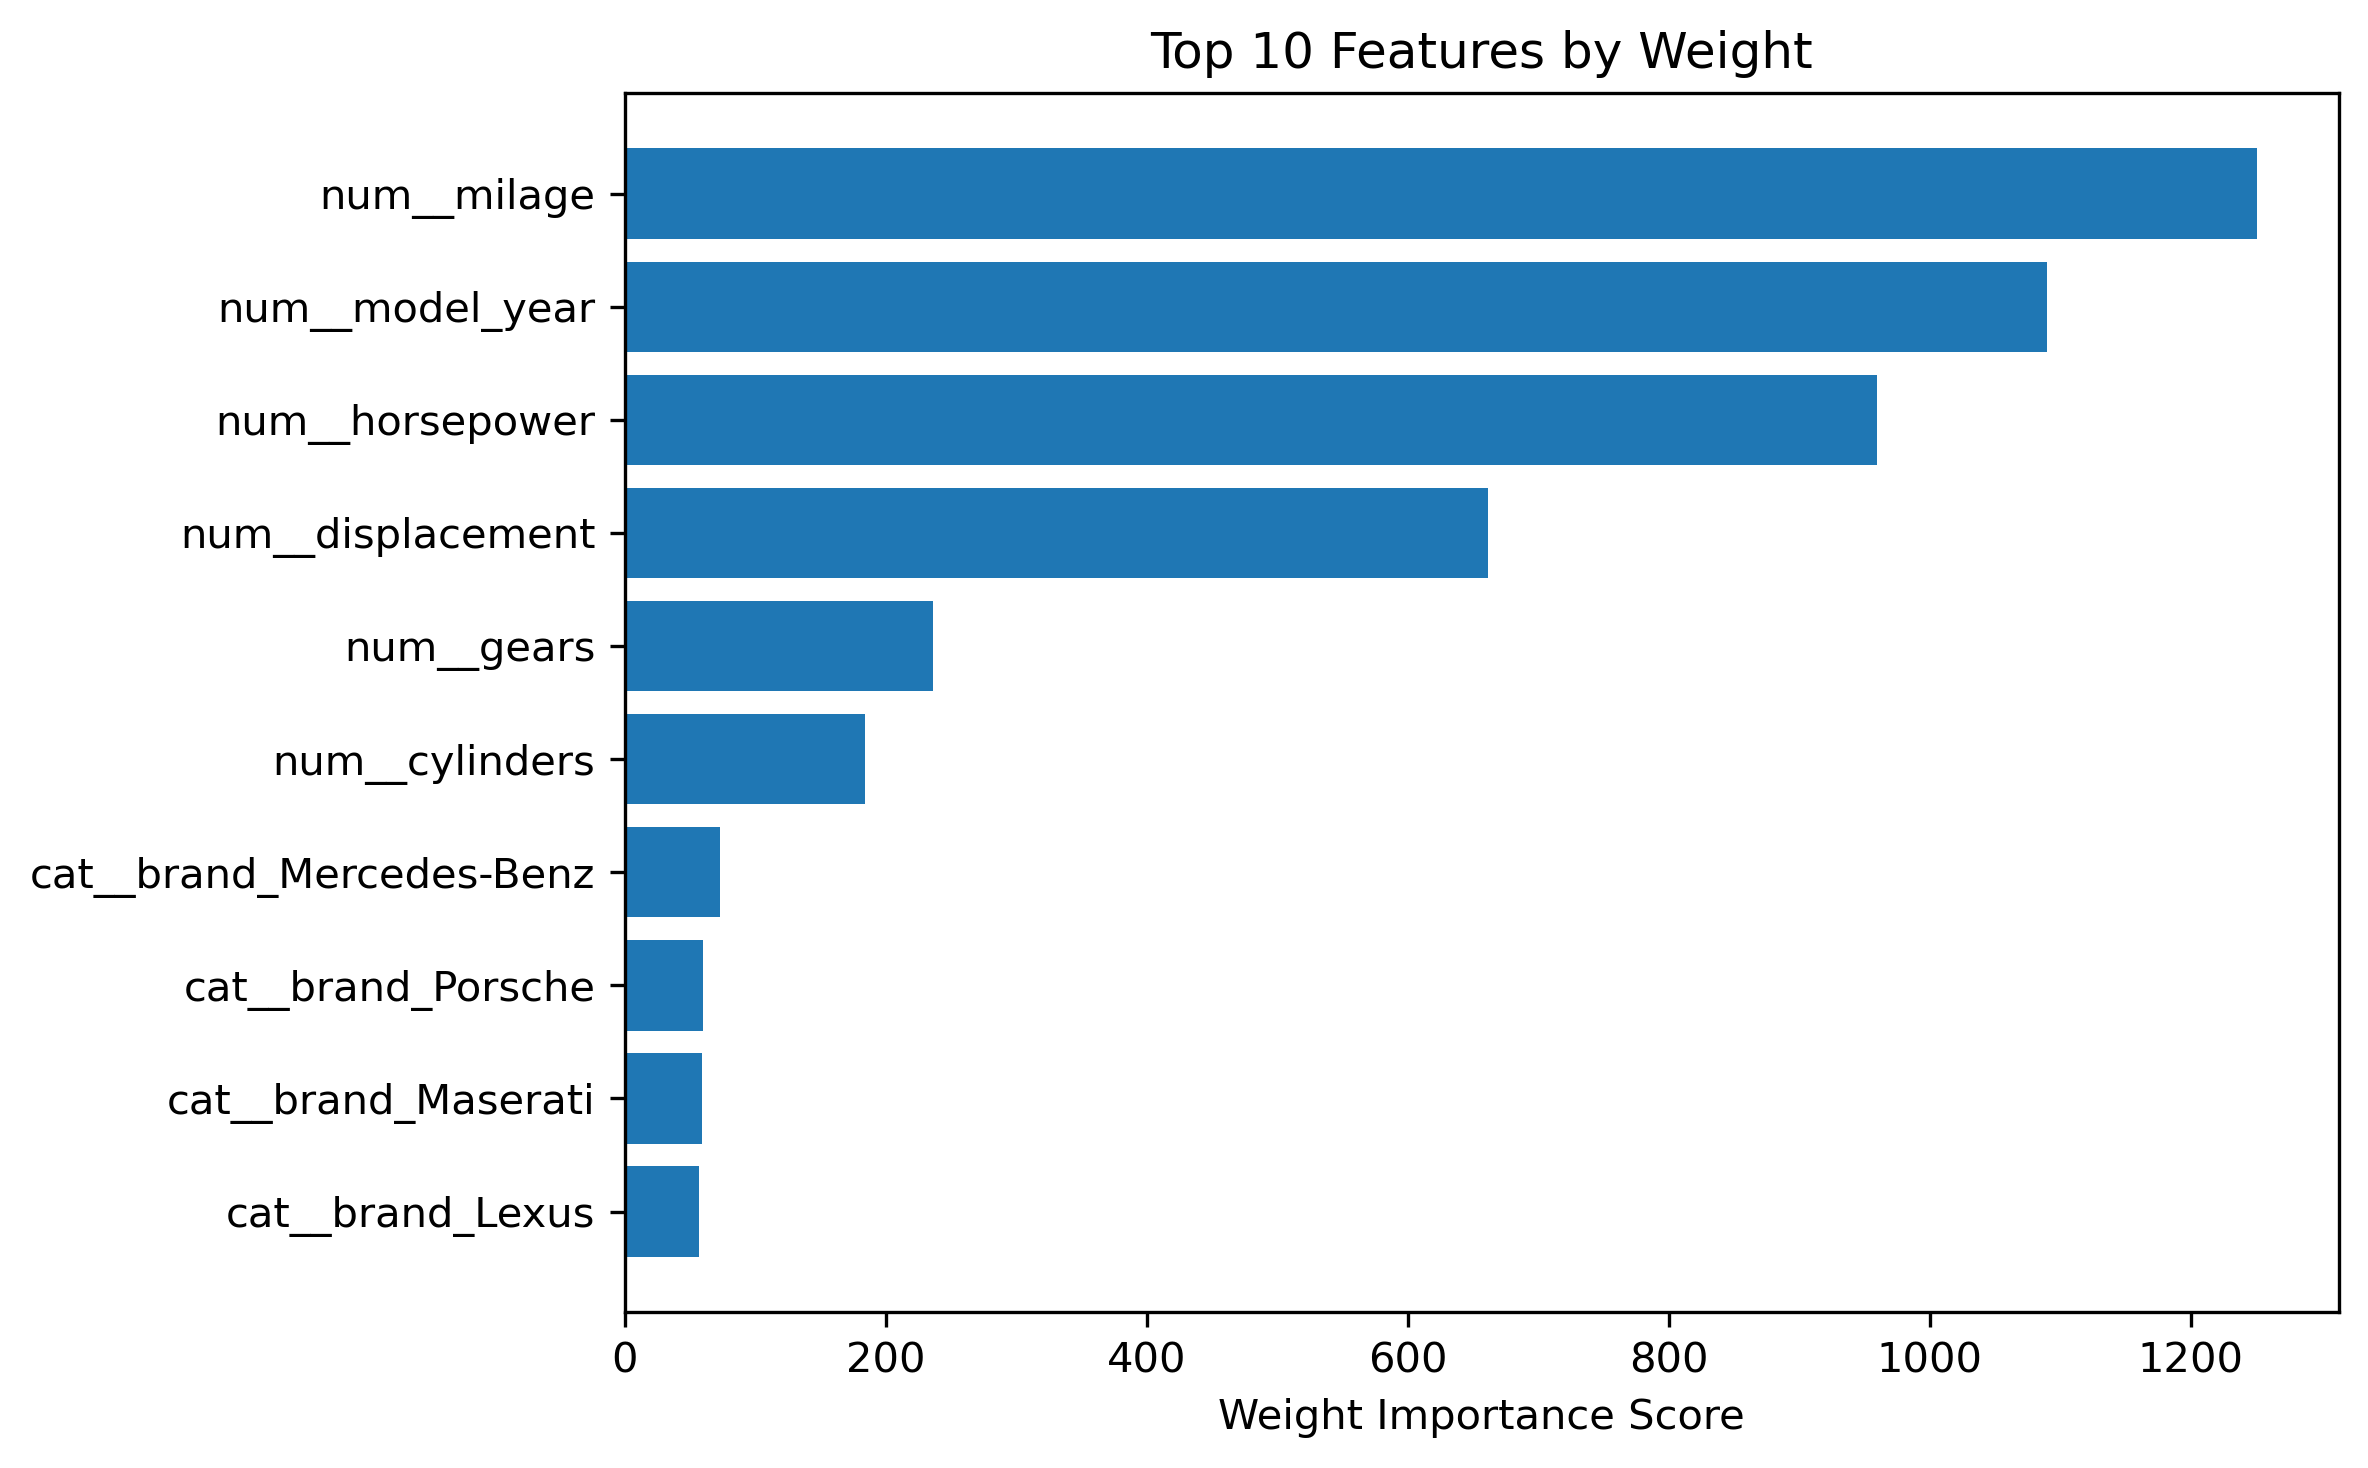 Top 10 Features by Weight
num__milage
num__model_year
num__horsepower
num__displacement
num__gears
num__cylinders
cat__brand_Mercedes-Benz
cat__brand_Porsche
cat__brand_Maserati
cat__brand_Lexus
0 200 400 600 800 1000 1200
Weight Importance Score